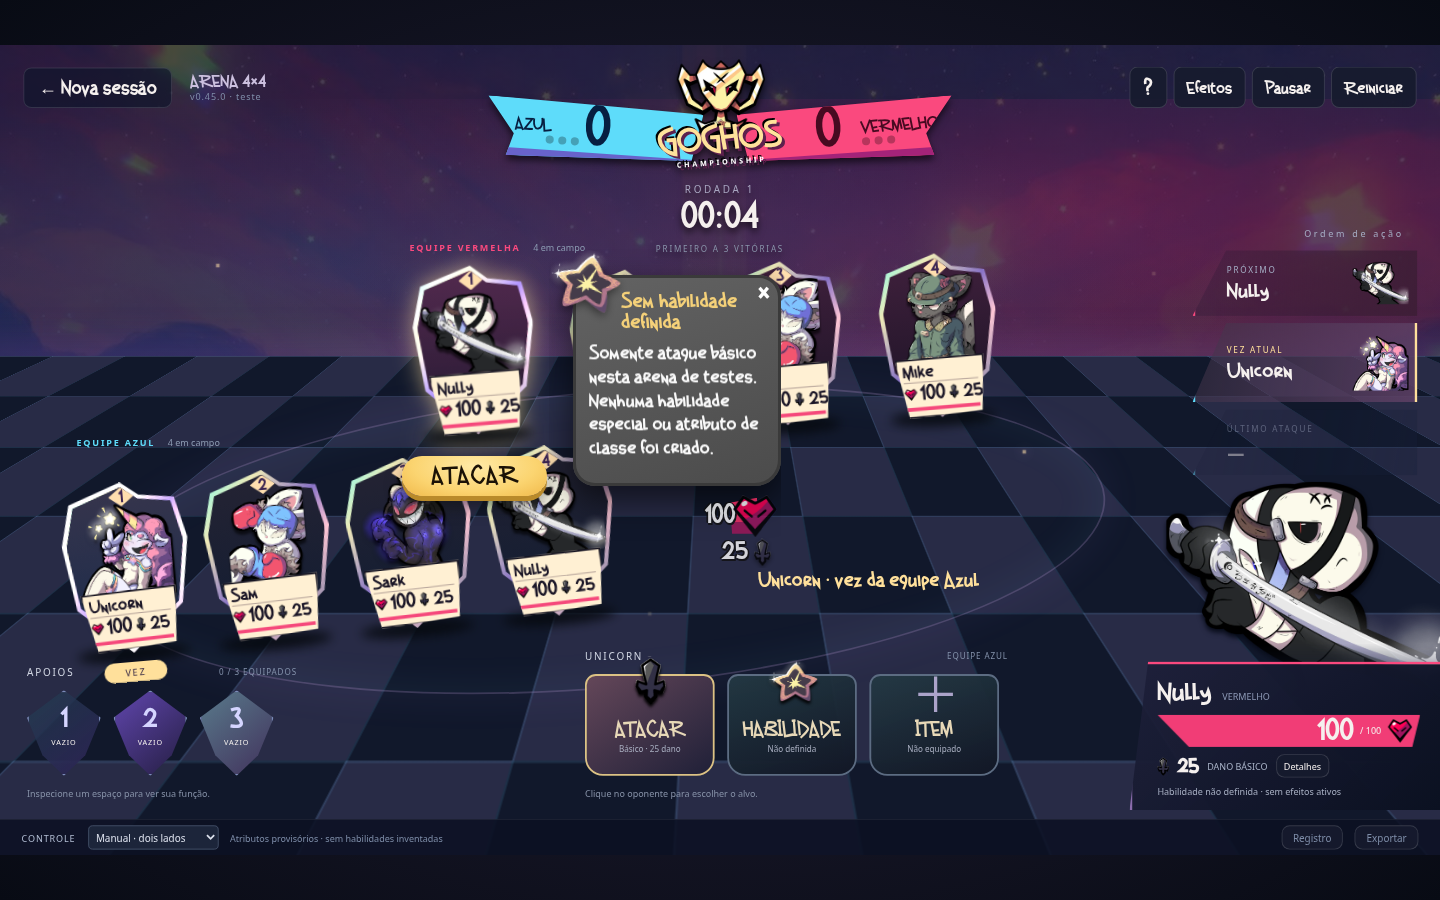 ← Nova sessão
ARENA 4x4
v0.45.0 · teste
AZUL 0
GOGHOS
CHAMPIONSHIP
0 VERMELHO
? Efeitos Pausar Reiniciar
RODADA 1
00:04
PRIMEIRO A 3 VITÓRIAS
EQUIPE VERMELHA 4 em campo
1
Nully
100 25
3
0 25
4
Mike
100 25
Sem habilidade
definida
×
Somente ataque básico
nesta arena de testes.
Nenhuma habilidade
especial ou atributo de
classe foi criado.
Ordem de ação
PRÓXIMO
Nully
VEZ ATUAL
Unicorn
ÚLTIMO ATAQUE
—
EQUIPE AZUL 4 em campo
ATACAR
1
Unicorn
100 25
VEZ
2
Sam
100 25
Sark
100 25
4
Nully
100 25
100
25
Unicorn · vez da equipe Azul
APOIOS
0 / 3 EQUIPADOS
1
VAZIO
2
VAZIO
3
VAZIO
Inspecione um espaço para ver sua função.
UNICORN
EQUIPE AZUL
ATACAR
Básico · 25 dano
HABILIDADE
Não definida
ITEM
Não equipado
Clique no oponente para escolher o alvo.
Nully VERMELHO
100 / 100
25 DANO BÁSICO Detalhes
Habilidade não definida · sem efeitos ativos
CONTROLE Manual · dois lados Atributos provisórios · sem habilidades inventadas
Registro Exportar